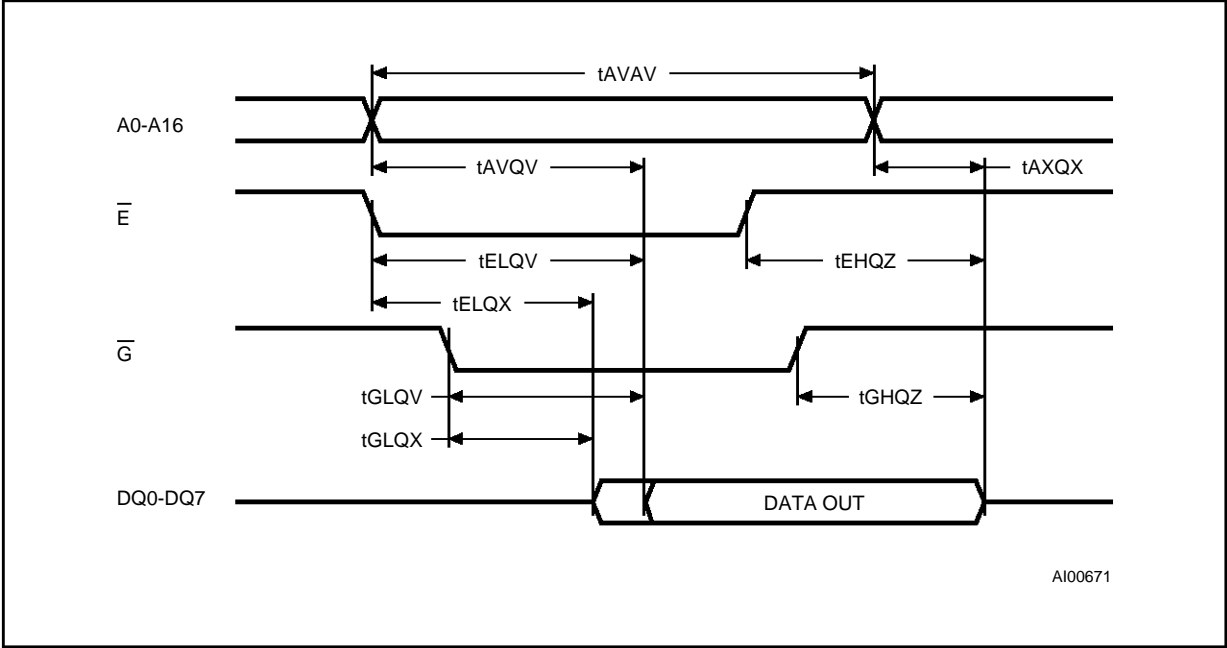 tAVAV
A0-A16
tAVQV
tAXQX
E̅
tELQV
tEHQZ
tELQX
G̅
tGLQV
tGHQZ
tGLQX
DQ0-DQ7
DATA OUT
AI00671